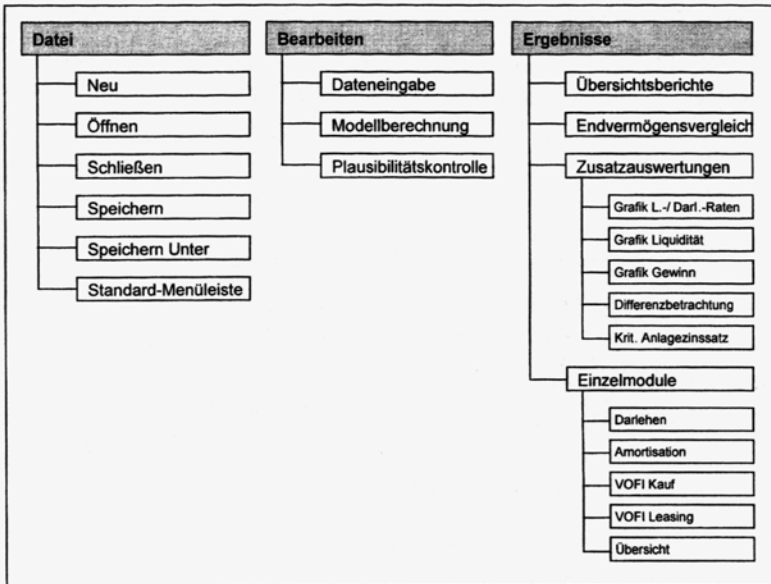 Datei
Neu
Öffnen
Schließen
Speichern
Speichern Unter
Standard-Menüleiste
Bearbeiten
Dateneingabe
Modellberechnung
Plausibilitätskontrolle
Ergebnisse
Übersichtsberichte
Endvermögensvergleich
Zusatzauswertungen
Grafik L.-/ Darl.-Raten
Grafik Liquidität
Grafik Gewinn
Differenzbetrachtung
Krit. Anlagezinssatz
Einzelmodule
Darlehen
Amortisation
VOFI Kauf
VOFI Leasing
Übersicht